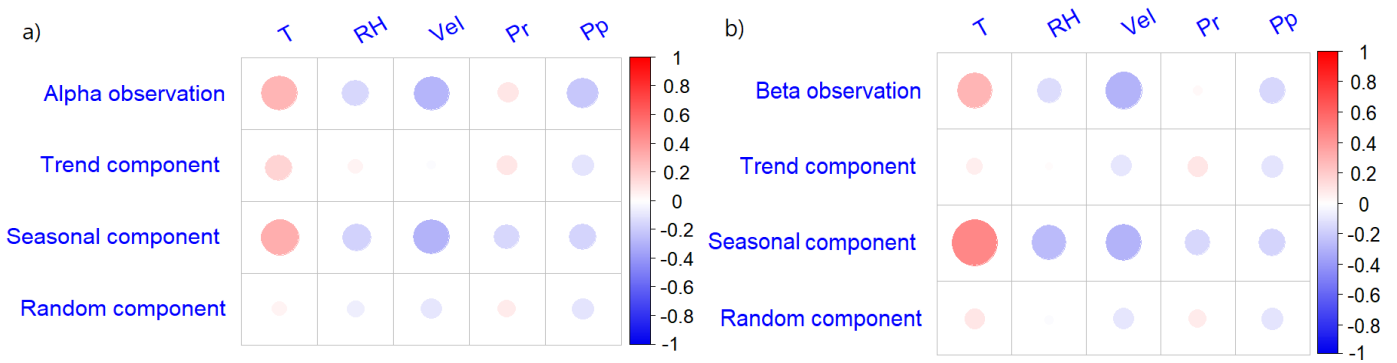 a)
T RH Vel Pr Pp
Alpha observation
Trend component
Seasonal component
Random component
1
0.8
0.6
0.4
0.2
0
-0.2
-0.4
-0.6
-0.8
-1
b)
T RH Vel Pr Pp
Beta observation
Trend component
Seasonal component
Random component
1
0.8
0.6
0.4
0.2
0
-0.2
-0.4
-0.6
-0.8
-1